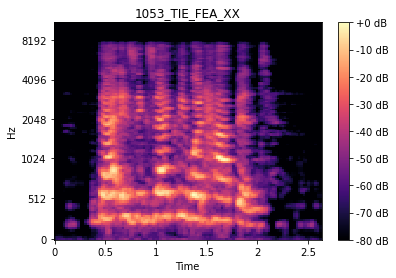 1053_TIE_FEA_XX
+0 dB
8192
-10 dB
4096
-20 dB
-30 dB
2048
-40 dB
Hz
1024
-50 dB
512
-60 dB
-70 dB
0
-80 dB
0 0.5 1 1.5 2 2.5
Time